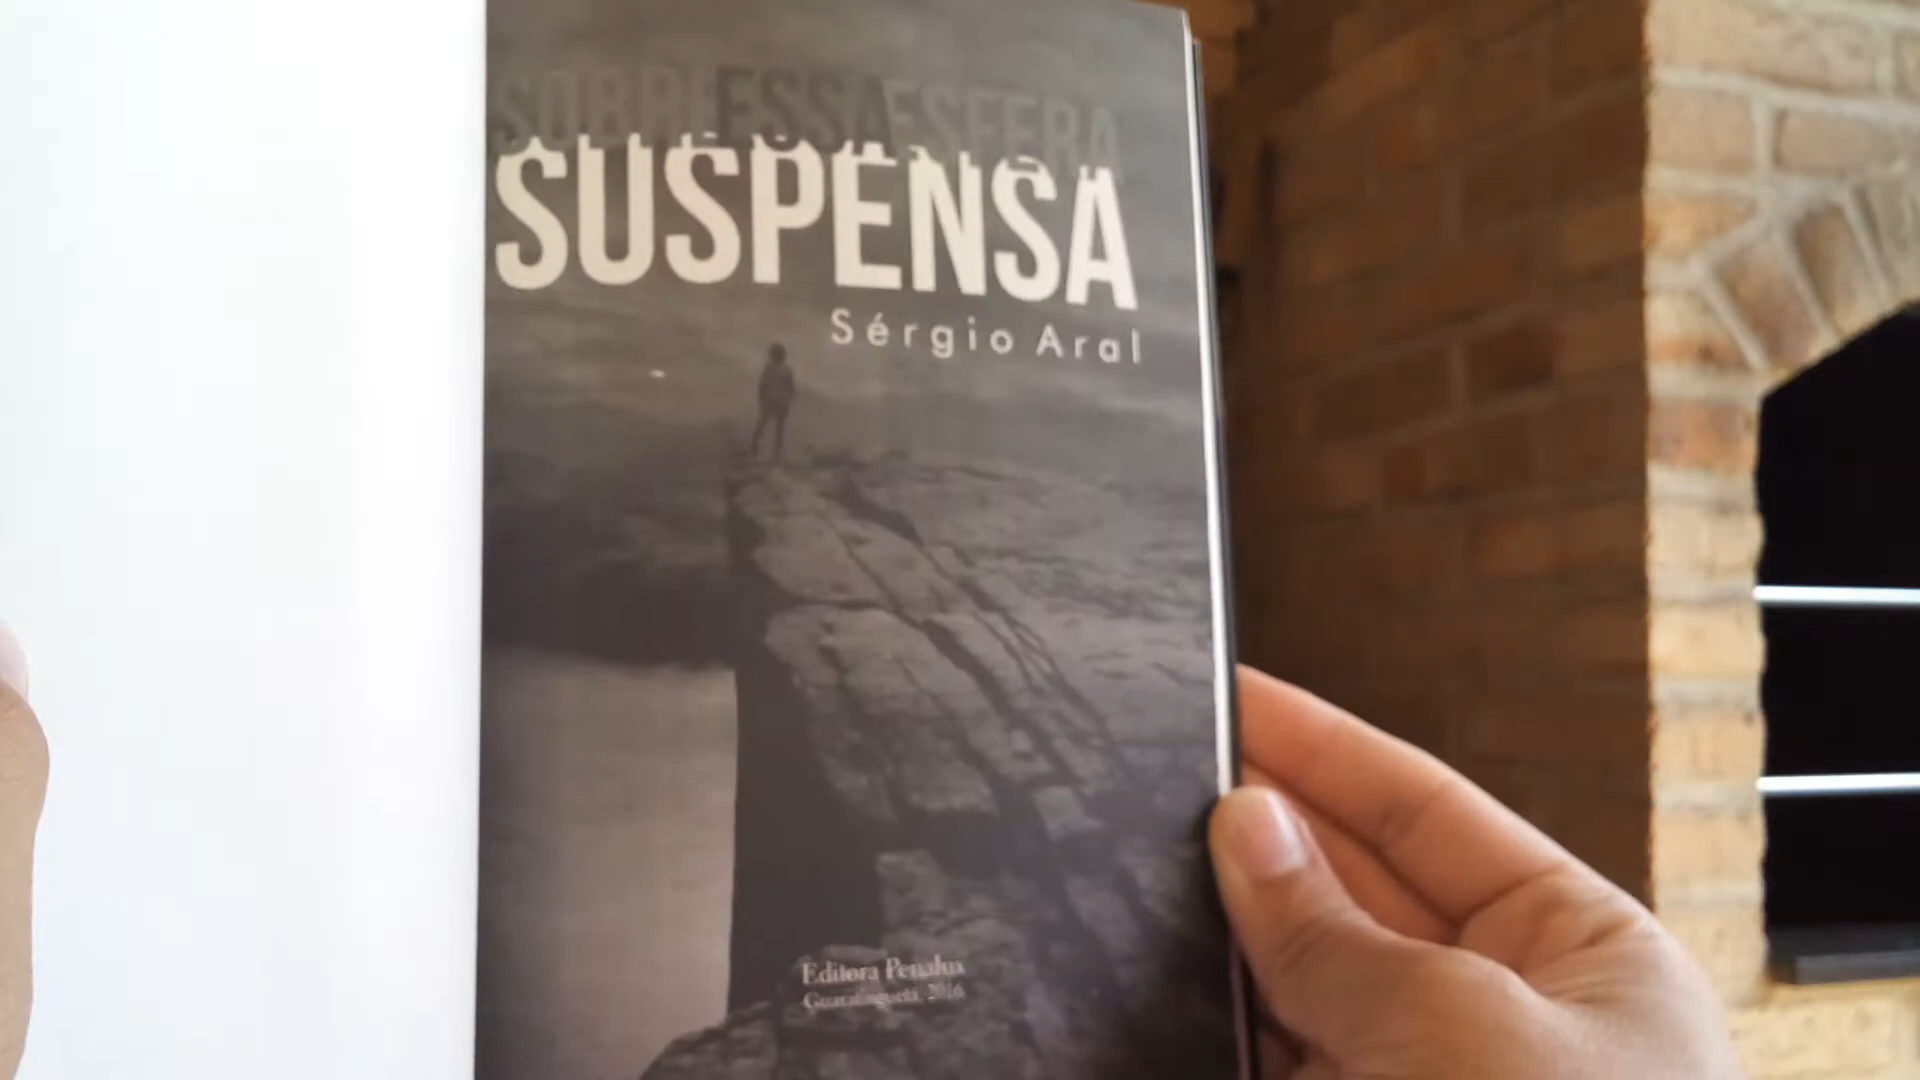 SOBRE ESSA ESFERA
SUSPENSA
Sérgio Aral
Editora Penalux
Guaratinguetá, 2016